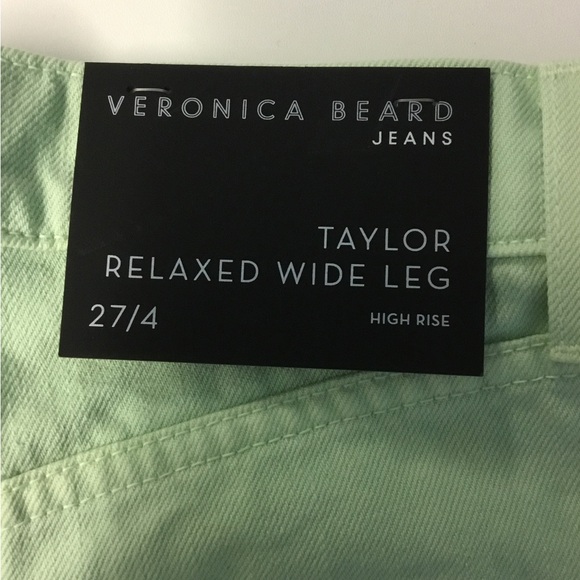 VERONICA BEARD
JEANS
TAYLOR
RELAXED WIDE LEG
27/4 HIGH RISE